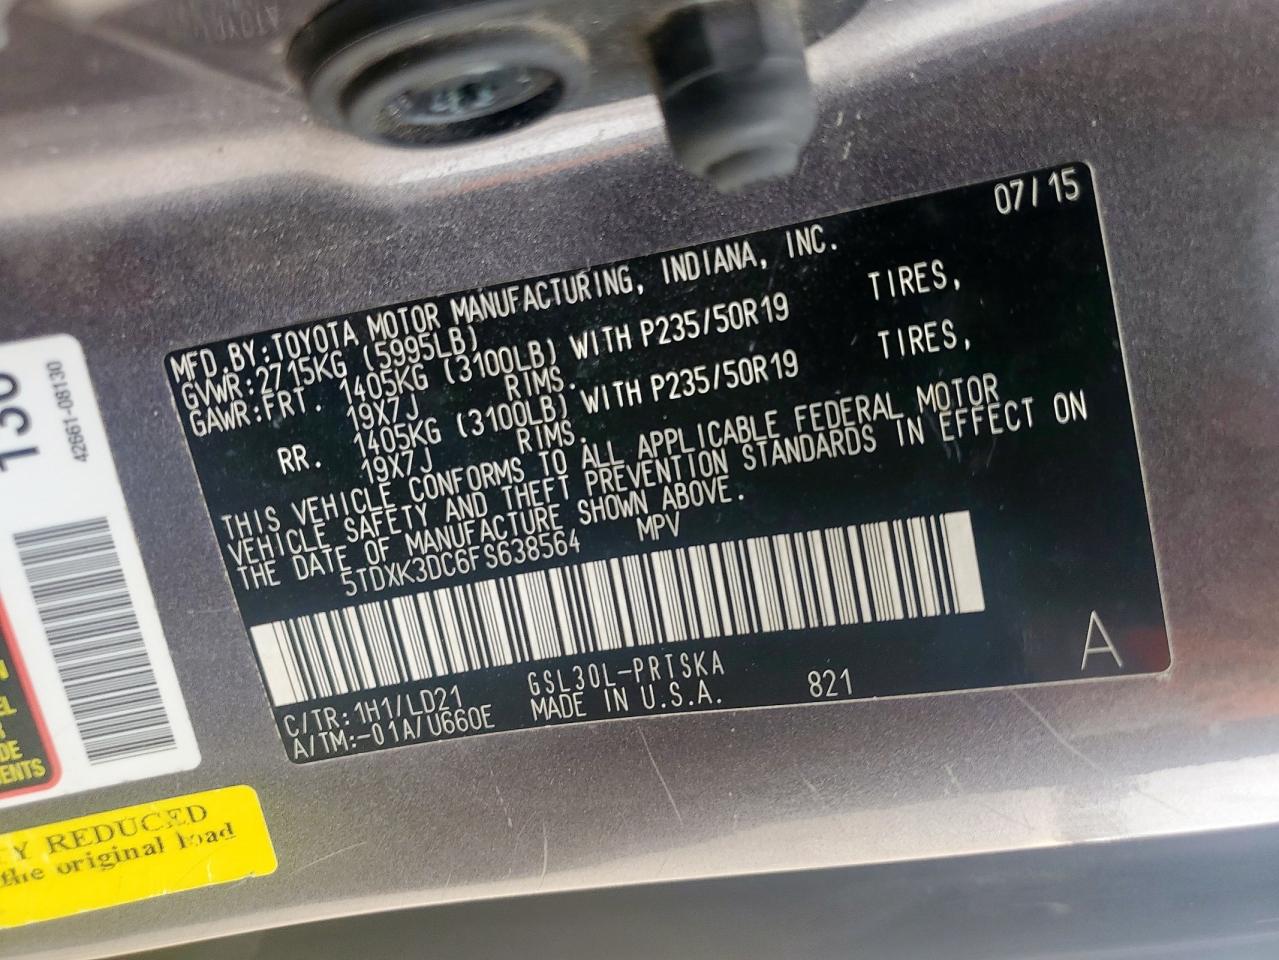 07/15
MFD.BY:TOYOTA MOTOR MANUFACTURING, INDIANA, INC.
GVWR:2715KG (5995LB)
GAWR:FRT. 1405KG (3100LB) WITH P235/50R19 TIRES,
19X7J RIMS.
RR. 1405KG (3100LB) WITH P235/50R19 TIRES,
19X7J RIMS.
THIS VEHICLE CONFORMS TO ALL APPLICABLE FEDERAL MOTOR
VEHICLE SAFETY AND THEFT PREVENTION STANDARDS IN EFFECT ON
THE DATE OF MANUFACTURE SHOWN ABOVE.
5TDXK3DC6FS638564 MPV
C/TR:1H1/LD21 GSL30L-PRTSKA
A/TM:-01A/U660E MADE IN U.S.A. 821
A
130
42661-08130
N
EL
R
DE
ENTS
Y REDUCED
the original load